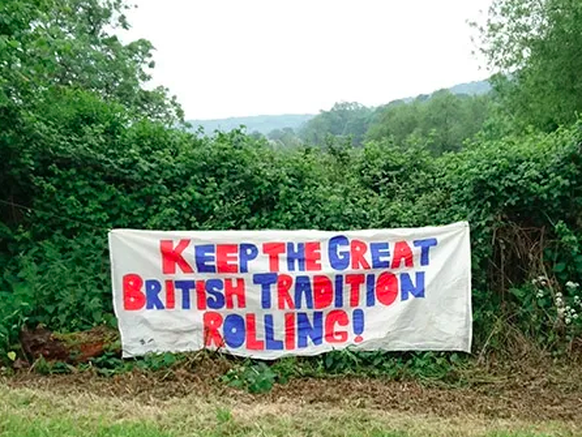 KEEP THE GREAT
BRITISH TRADITION
ROLLING!